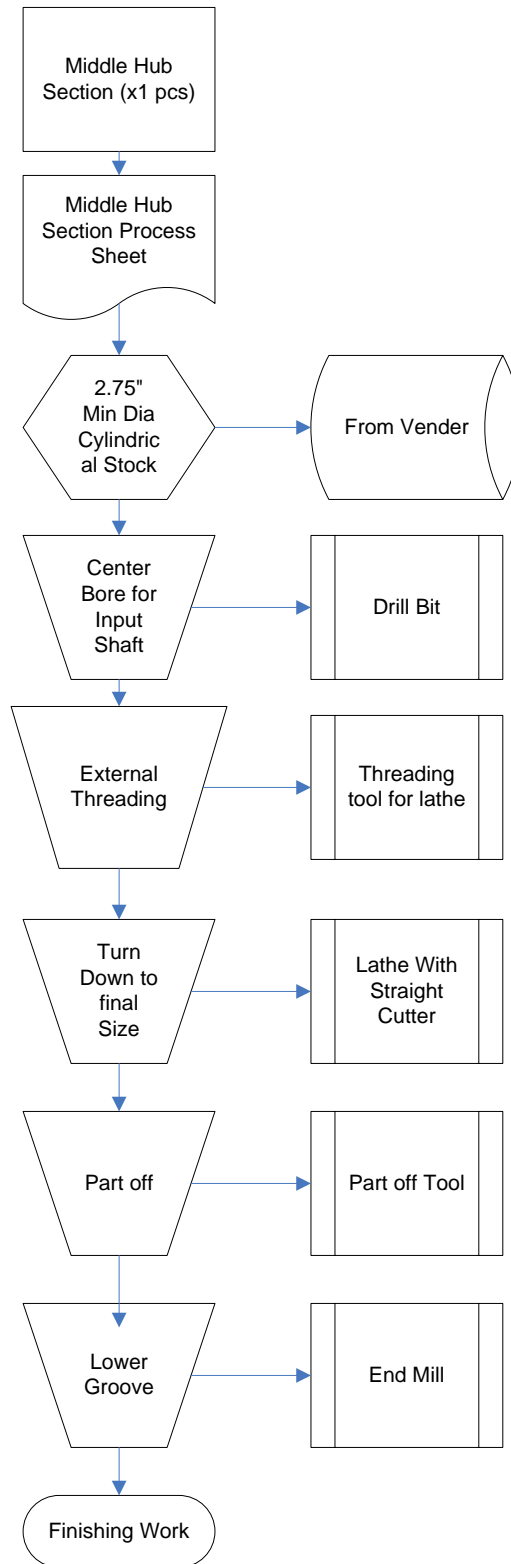 Middle Hub
Section (x1 pcs)
Middle Hub
Section Process
Sheet
2.75"
Min Dia
Cylindric
al Stock
From Vender
Center
Bore for
Input
Shaft
Drill Bit
External
Threading
Threading
tool for lathe
Turn
Down to
final
Size
Lathe With
Straight
Cutter
Part off
Part off Tool
Lower
Groove
End Mill
Finishing Work